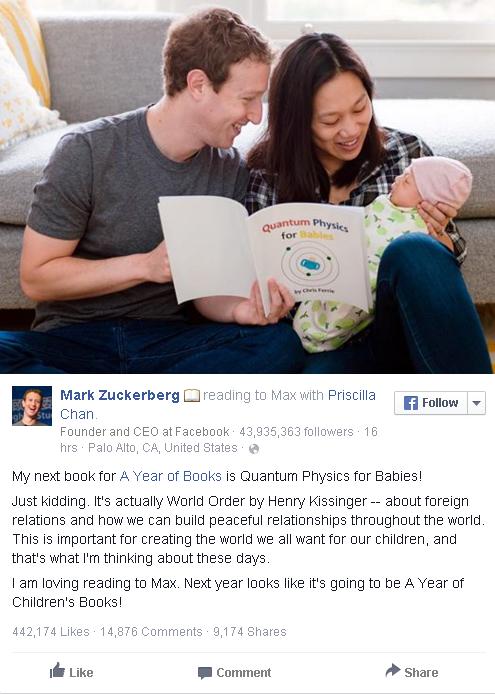 Quantum Physics
for Babies
by Chris Ferrie
Mark Zuckerberg reading to Max with Priscilla
Chan.
Founder and CEO at Facebook · 43,935,363 followers · 16
hrs · Palo Alto, CA, United States ·
Follow
My next book for A Year of Books is Quantum Physics for Babies!
Just kidding. It's actually World Order by Henry Kissinger -- about foreign
relations and how we can build peaceful relationships throughout the world.
This is important for creating the world we all want for our children, and
that's what I'm thinking about these days.
I am loving reading to Max. Next year looks like it's going to be A Year of
Children's Books!
442,174 Likes · 14,876 Comments · 9,174 Shares
Like Comment Share